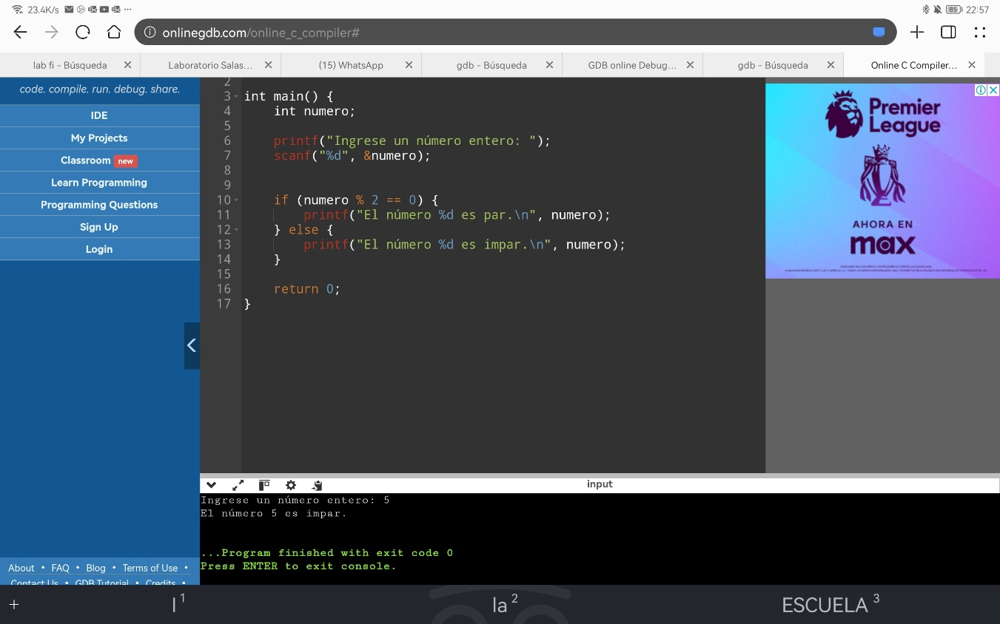 23.4K/s
85
22:57
onlinegdb.com/online_c_compiler#
lab fi - Búsqueda
Laboratorio Salas...
(15) WhatsApp
gdb - Búsqueda
GDB online Debug...
gdb - Búsqueda
Online C Compiler...
code. compile. run. debug. share.
IDE
My Projects
Classroom new
Learn Programming
Programming Questions
Sign Up
Login
About • FAQ • Blog • Terms of Use •
Contact Us • GDB Tutorial • Credits •
2
3 int main() {
4 int numero;
5
6 printf("Ingrese un número entero: ");
7 scanf("%d", &numero);
8
9
10 if (numero % 2 == 0) {
11 printf("El número %d es par.\n", numero);
12 } else {
13 printf("El número %d es impar.\n", numero);
14 }
15
16 return 0;
17 }
Premier
League
AHORA EN
max
input
Ingrese un número entero: 5
El número 5 es impar.
...Program finished with exit code 0
Press ENTER to exit console.
+
l 1
la 2
ESCUELA 3